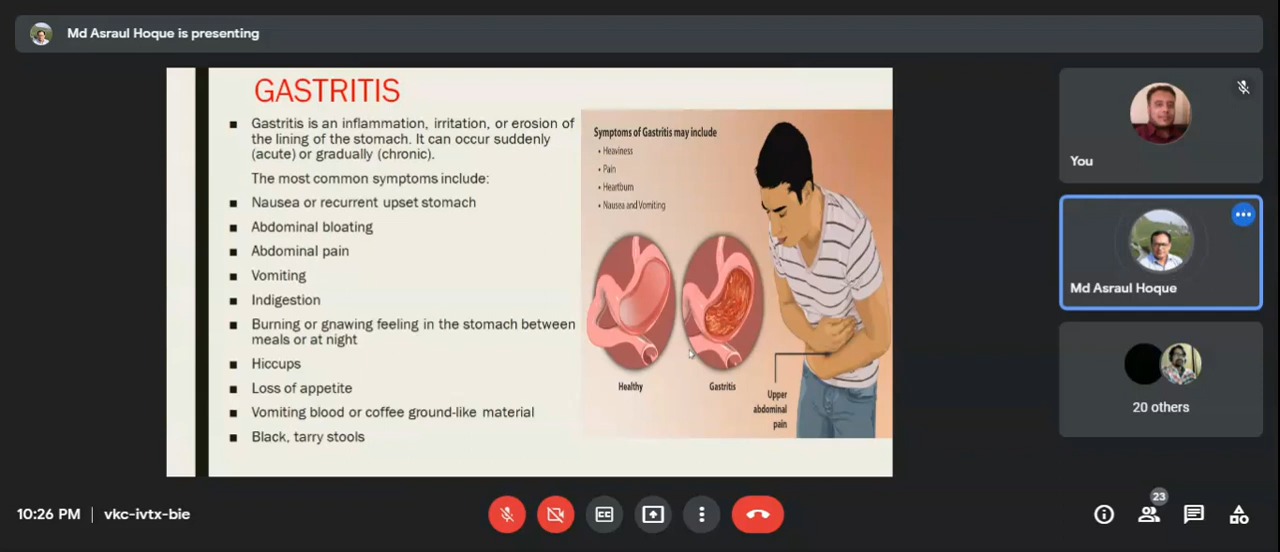 Md Asraul Hoque is presenting
GASTRITIS
■ Gastritis is an inflammation, irritation, or erosion of
the lining of the stomach. It can occur suddenly
(acute) or gradually (chronic).
The most common symptoms include:
■ Nausea or recurrent upset stomach
■ Abdominal bloating
■ Abdominal pain
■ Vomiting
■ Indigestion
■ Burning or gnawing feeling in the stomach between
meals or at night
■ Hiccups
■ Loss of appetite
■ Vomiting blood or coffee ground-like material
■ Black, tarry stools
Symptoms of Gastritis may include
• Heaviness
• Pain
• Heartburn
• Nausea and Vomiting
Healthy
Gastritis
Upper
abdominal
pain
You
Md Asraul Hoque
20 others
10:26 PM | vkc-ivtx-bie
CC
23